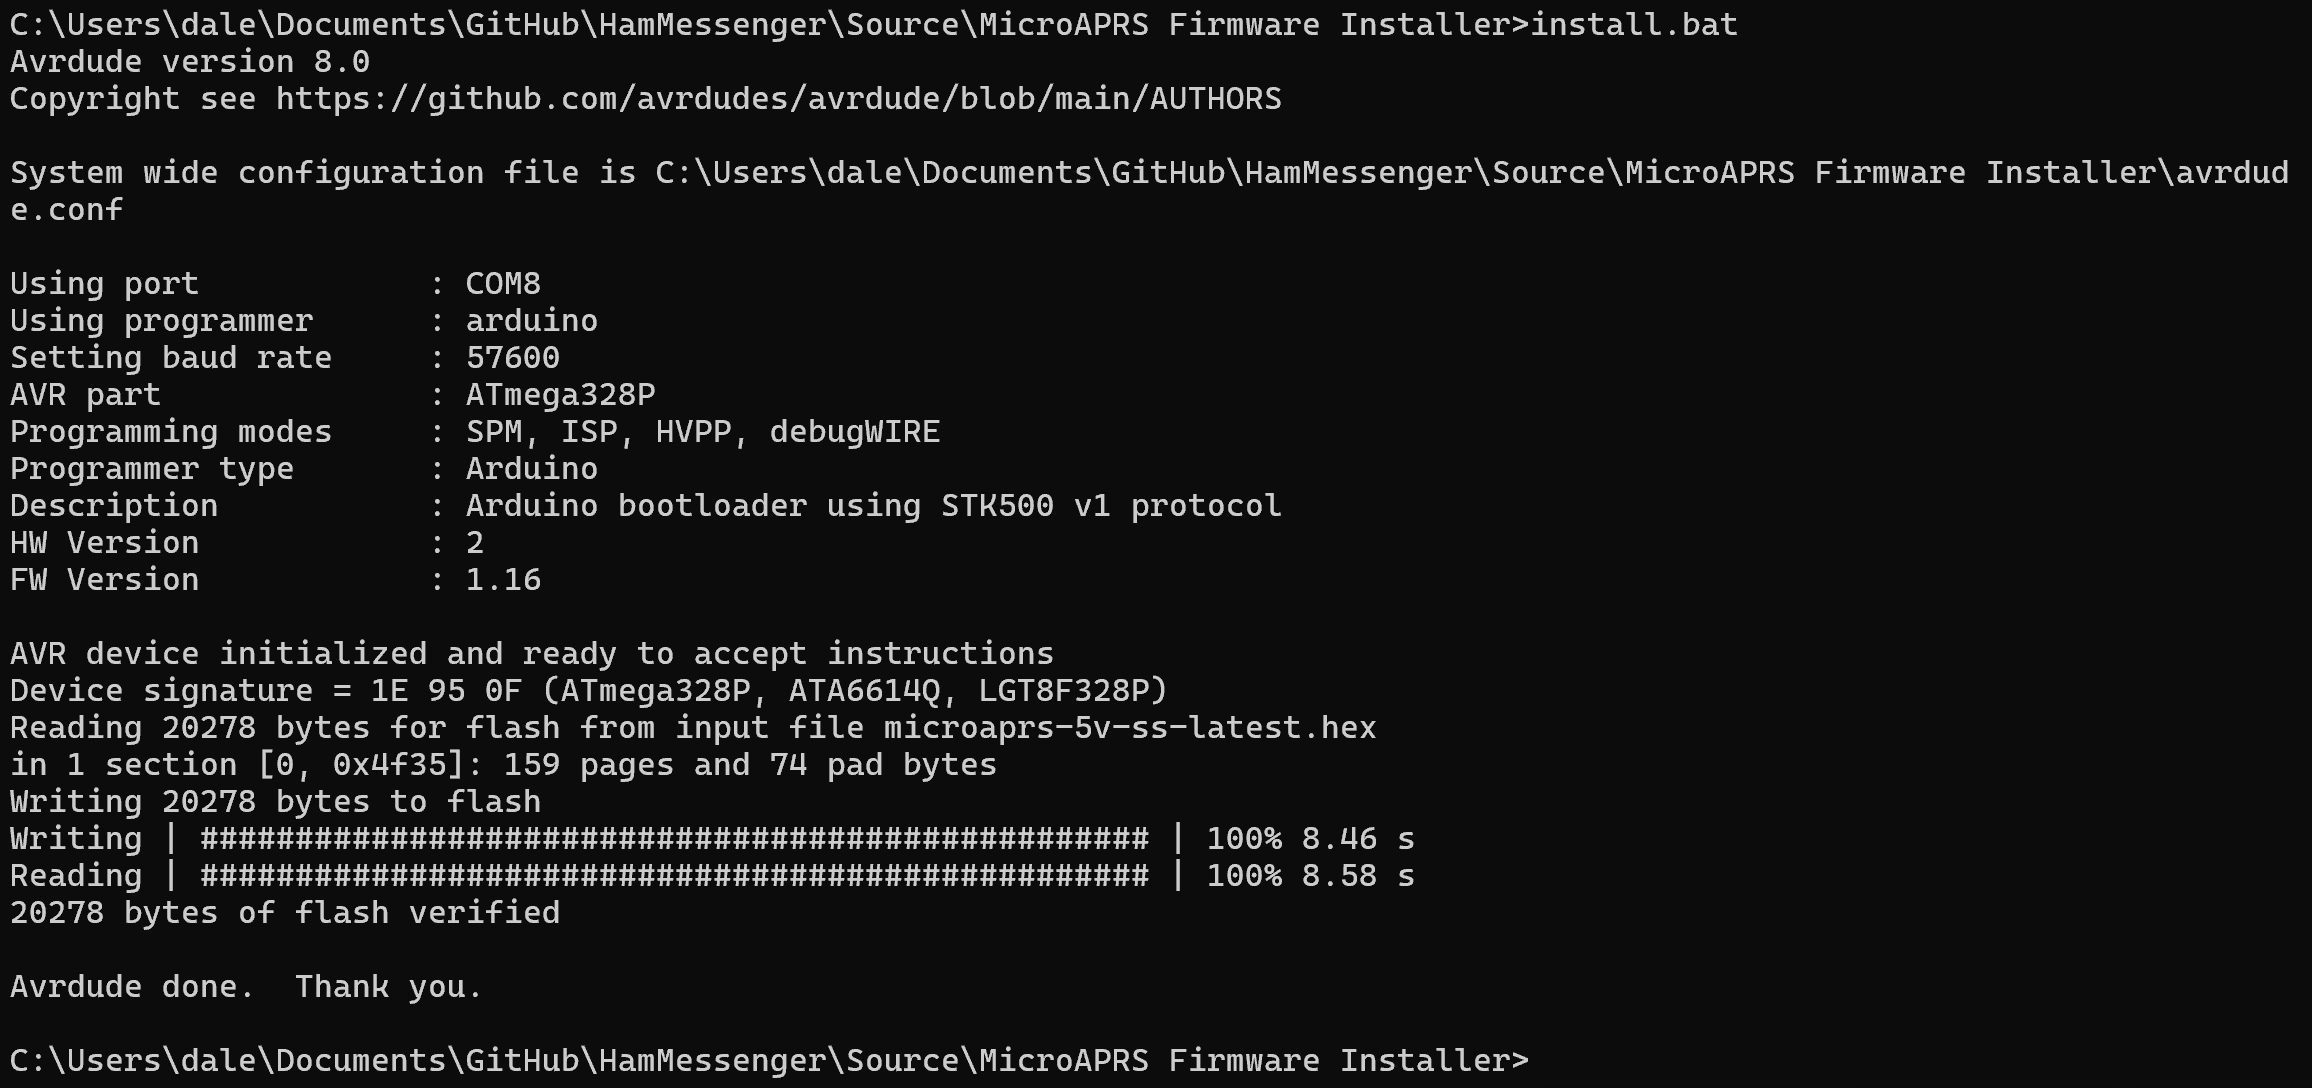 C:\Users\dale\Documents\GitHub\HamMessenger\Source\MicroAPRS Firmware Installer>install.bat
Avrdude version 8.0
Copyright see https://github.com/avrdudes/avrdude/blob/main/AUTHORS

System wide configuration file is C:\Users\dale\Documents\GitHub\HamMessenger\Source\MicroAPRS Firmware Installer\avrdud
e.conf

Using port            : COM8
Using programmer      : arduino
Setting baud rate     : 57600
AVR part              : ATmega328P
Programming modes     : SPM, ISP, HVPP, debugWIRE
Programmer type       : Arduino
Description           : Arduino bootloader using STK500 v1 protocol
HW Version            : 2
FW Version            : 1.16

AVR device initialized and ready to accept instructions
Device signature = 1E 95 0F (ATmega328P, ATA6614Q, LGT8F328P)
Reading 20278 bytes for flash from input file microaprs-5v-ss-latest.hex
in 1 section [0, 0x4f35]: 159 pages and 74 pad bytes
Writing 20278 bytes to flash
Writing | ################################################## | 100% 8.46 s
Reading | ################################################## | 100% 8.58 s
20278 bytes of flash verified

Avrdude done.  Thank you.

C:\Users\dale\Documents\GitHub\HamMessenger\Source\MicroAPRS Firmware Installer>